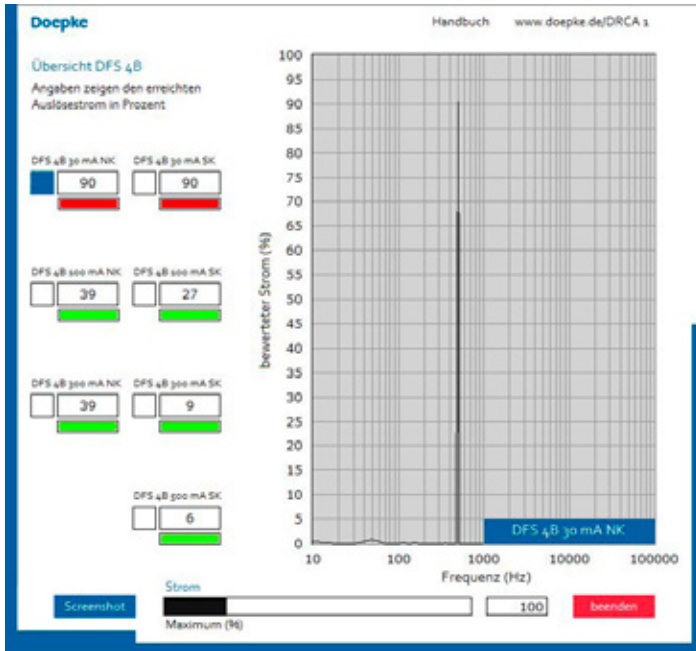 Doepke
Handbuch
www.doepke.de/DRCA 1
Übersicht DFS 4B
Angaben zeigen den erreichten
Auslösestrom in Prozent
DFS 4B 30 mA NK
DFS 4B 30 mA SK
90
90
DFS 4B 100 mA NK
DFS 4B 100 mA SK
39
27
DFS 4B 300 mA NK
DFS 4B 300 mA SK
39
9
DFS 4B 500 mA SK
6
bewerteter Strom (%)
100
95
90
85
80
75
70
65
60
55
50
45
40
35
30
25
20
15
10
5
0
DFS 4B 30 mA NK
10 100 1000 10000 100000
Frequenz (Hz)
Strom
Screenshot
100
beenden
Maximum (%)